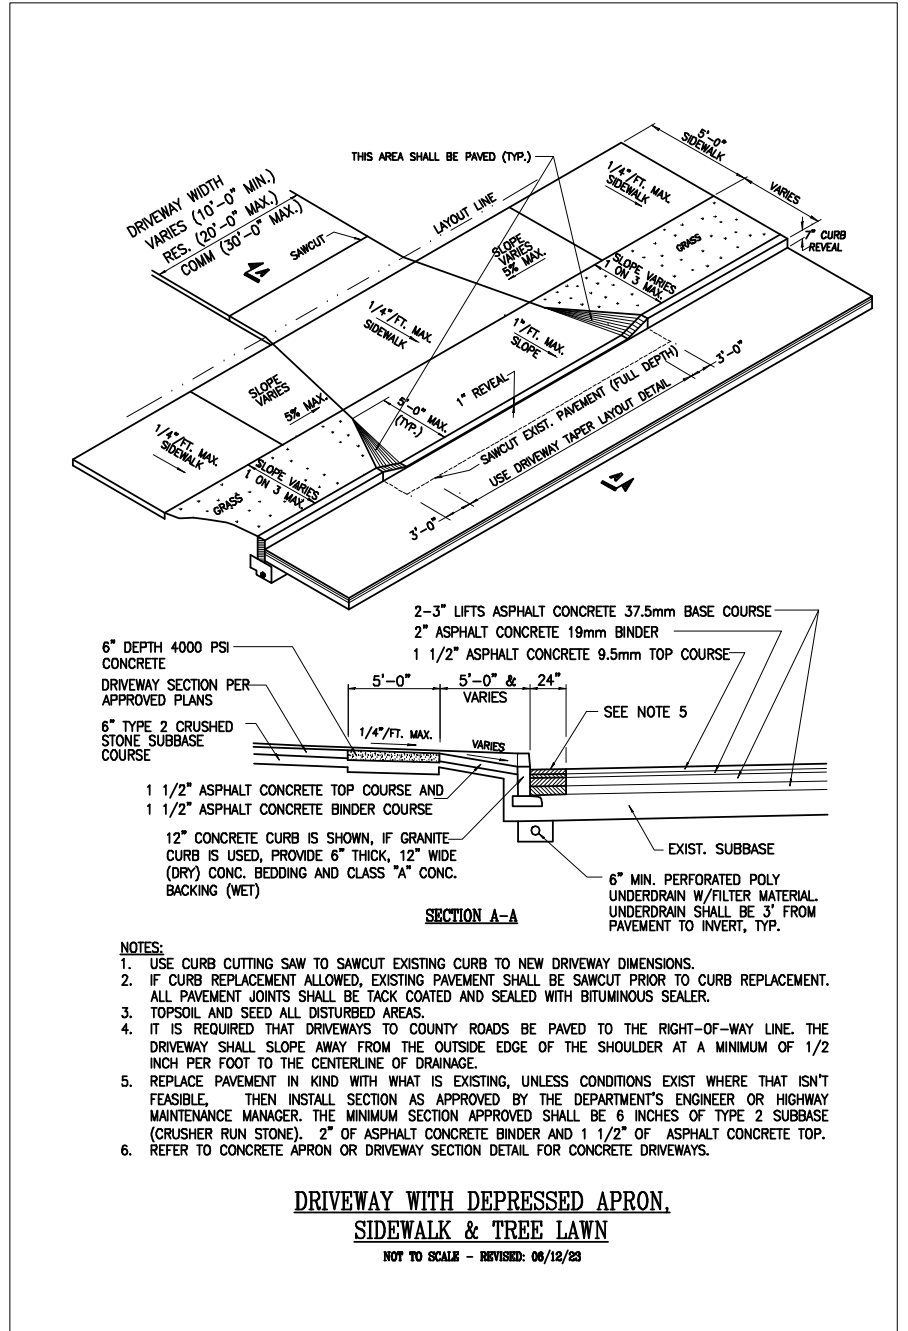 5'-0"
SIDEWALK
VARIES
7" CURB
REVEAL
THIS AREA SHALL BE PAVED (TYP.)
DRIVEWAY WIDTH
VARIES (10'-0" MIN.)
RES. (20'-0" MAX.)
COMM (30'-0" MAX.)
A
SAWCUT
LAYOUT LINE
1/4"/FT. MAX.
SIDEWALK
GRASS
SLOPE
VARIES
5% MAX.
SLOPE VARIES
1 ON 3 MAX.
1/4"/FT. MAX.
SIDEWALK
1"/FT. MAX.
SLOPE
3'-0"
SLOPE
VARIES
5% MAX.
5'-0" MAX.
(TYP.)
1" REVEAL
SAWCUT EXIST. PAVEMENT (FULL DEPTH)
USE DRIVEWAY TAPER LAYOUT DETAIL
1/4"/FT. MAX.
SIDEWALK
SLOPE VARIES
1 ON 3 MAX.
GRASS
3'-0"
A
2-3" LIFTS ASPHALT CONCRETE 37.5mm BASE COURSE
2" ASPHALT CONCRETE 19mm BINDER
1 1/2" ASPHALT CONCRETE 9.5mm TOP COURSE
6" DEPTH 4000 PSI
CONCRETE
DRIVEWAY SECTION PER
APPROVED PLANS
6" TYPE 2 CRUSHED
STONE SUBBASE
COURSE
5'-0"
5'-0" &
VARIES
24"
SEE NOTE 5
1/4"/FT. MAX.
VARIES
1 1/2" ASPHALT CONCRETE TOP COURSE AND
1 1/2" ASPHALT CONCRETE BINDER COURSE
12" CONCRETE CURB IS SHOWN, IF GRANITE
CURB IS USED, PROVIDE 6" THICK, 12" WIDE
(DRY) CONC. BEDDING AND CLASS "A" CONC.
BACKING (WET)
EXIST. SUBBASE
6" MIN. PERFORATED POLY
UNDERDRAIN W/FILTER MATERIAL.
UNDERDRAIN SHALL BE 3' FROM
PAVEMENT TO INVERT, TYP.
SECTION A-A
NOTES:
1. USE CURB CUTTING SAW TO SAWCUT EXISTING CURB TO NEW DRIVEWAY DIMENSIONS.
2. IF CURB REPLACEMENT ALLOWED, EXISTING PAVEMENT SHALL BE SAWCUT PRIOR TO CURB REPLACEMENT.
ALL PAVEMENT JOINTS SHALL BE TACK COATED AND SEALED WITH BITUMINOUS SEALER.
3. TOPSOIL AND SEED ALL DISTURBED AREAS.
4. IT IS REQUIRED THAT DRIVEWAYS TO COUNTY ROADS BE PAVED TO THE RIGHT-OF-WAY LINE. THE
DRIVEWAY SHALL SLOPE AWAY FROM THE OUTSIDE EDGE OF THE SHOULDER AT A MINIMUM OF 1/2
INCH PER FOOT TO THE CENTERLINE OF DRAINAGE.
5. REPLACE PAVEMENT IN KIND WITH WHAT IS EXISTING, UNLESS CONDITIONS EXIST WHERE THAT ISN'T
FEASIBLE, THEN INSTALL SECTION AS APPROVED BY THE DEPARTMENT'S ENGINEER OR HIGHWAY
MAINTENANCE MANAGER. THE MINIMUM SECTION APPROVED SHALL BE 6 INCHES OF TYPE 2 SUBBASE
(CRUSHER RUN STONE). 2" OF ASPHALT CONCRETE BINDER AND 1 1/2" OF ASPHALT CONCRETE TOP.
6. REFER TO CONCRETE APRON OR DRIVEWAY SECTION DETAIL FOR CONCRETE DRIVEWAYS.
DRIVEWAY WITH DEPRESSED APRON,
SIDEWALK & TREE LAWN
NOT TO SCALE - REVISED: 06/12/23